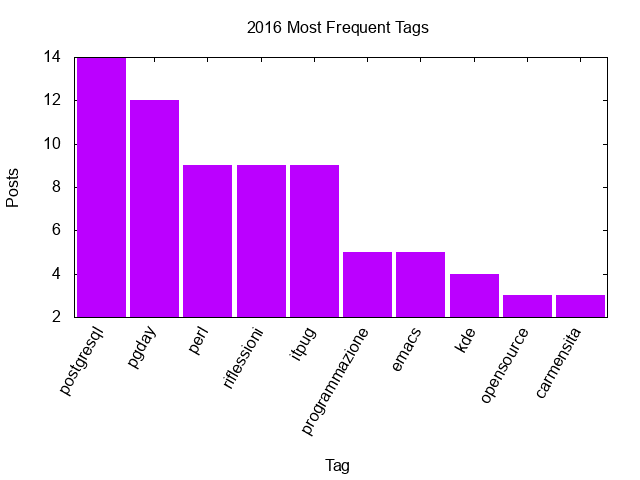 2016 Most Frequent Tags
14
12
10
8
6
4
2
Posts
postgresql
pgday
perl
riflessioni
itpug
programmazione
emacs
kde
opensource
carmensita
Tag